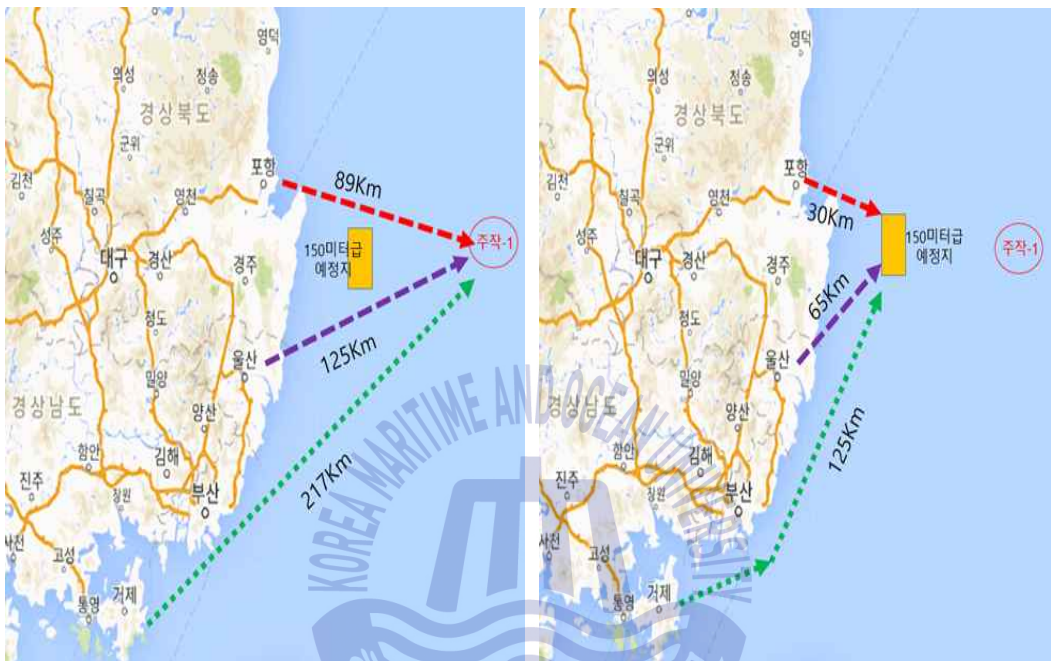 영덕
의성
청송
경상북도
군위
포항
김천
칠곡
영천
89Km
성주
대구
경산
경주
150미터급
예정지
주작-1
청도
125Km
울산
밀양
경상남도
양산
함안
김해
217Km
진주
창원
부산
사천
고성
통영
거제
영덕
의성
청송
경상북도
군위
포항
김천
칠곡
영천
30Km
성주
대구
경산
경주
150미터급
예정지
주작-1
청도
65Km
울산
밀양
경상남도
양산
125Km
함안
김해
진주
창원
부산
사천
고성
통영
거제
KOREA MARITIME AND OCEAN UNIVERSITY